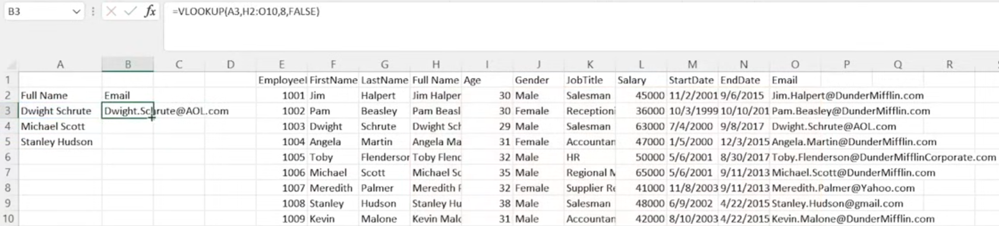 B3 fx =VLOOKUP(A3,H2:O10,8,FALSE)
A B C D E F G H I J K L M N O P Q R
1 EmployeeI FirstName LastName Full Name Age Gender JobTitle Salary StartDate EndDate Email
2 Full Name Email 1001 Jim Halpert Jim Halper 30 Male Salesman 45000 11/2/2001 9/6/2015 Jim.Halpert@DunderMifflin.com
3 Dwight Schrute Dwight.Schrute@AOL.com 1002 Pam Beasley Pam Beasl 30 Female Receptioni 36000 10/3/1999 10/10/201 Pam.Beasley@DunderMifflin.com
4 Michael Scott 1003 Dwight Schrute Dwight Sch 29 Male Salesman 63000 7/4/2000 9/8/2017 Dwight.Schrute@AOL.com
5 Stanley Hudson 1004 Angela Martin Angela Ma 31 Female Accountan 47000 1/5/2000 12/3/2015 Angela.Martin@DunderMifflin.com
6 1005 Toby Flenderson Toby Flend 32 Male HR 50000 5/6/2001 8/30/2017 Toby.Flenderson@DunderMifflinCorporate.com
7 1006 Michael Scott Michael Sc 35 Male Regional M 65000 5/6/2001 9/11/2013 Michael.Scott@DunderMifflin.com
8 1007 Meredith Palmer Meredith P 32 Female Supplier Re 41000 11/8/2003 9/11/2013 Meredith.Palmer@Yahoo.com
9 1008 Stanley Hudson Stanley Hu 38 Male Salesman 48000 6/9/2002 4/22/2015 Stanley.Hudson@gmail.com
10 1009 Kevin Malone Kevin Malo 31 Male Accountan 42000 8/10/2003 4/22/2015 Kevin.Malone@DunderMifflin.com